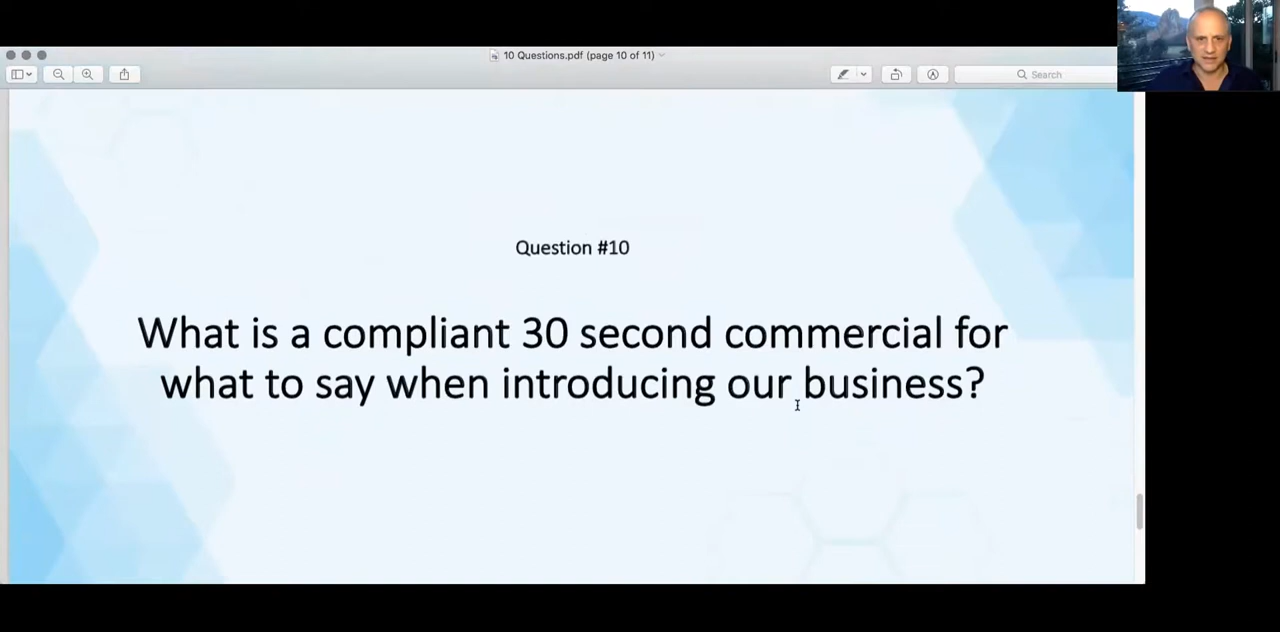 10 Questions.pdf (page 10 of 11)
Search
Question #10
What is a compliant 30 second commercial for
what to say when introducing our business?